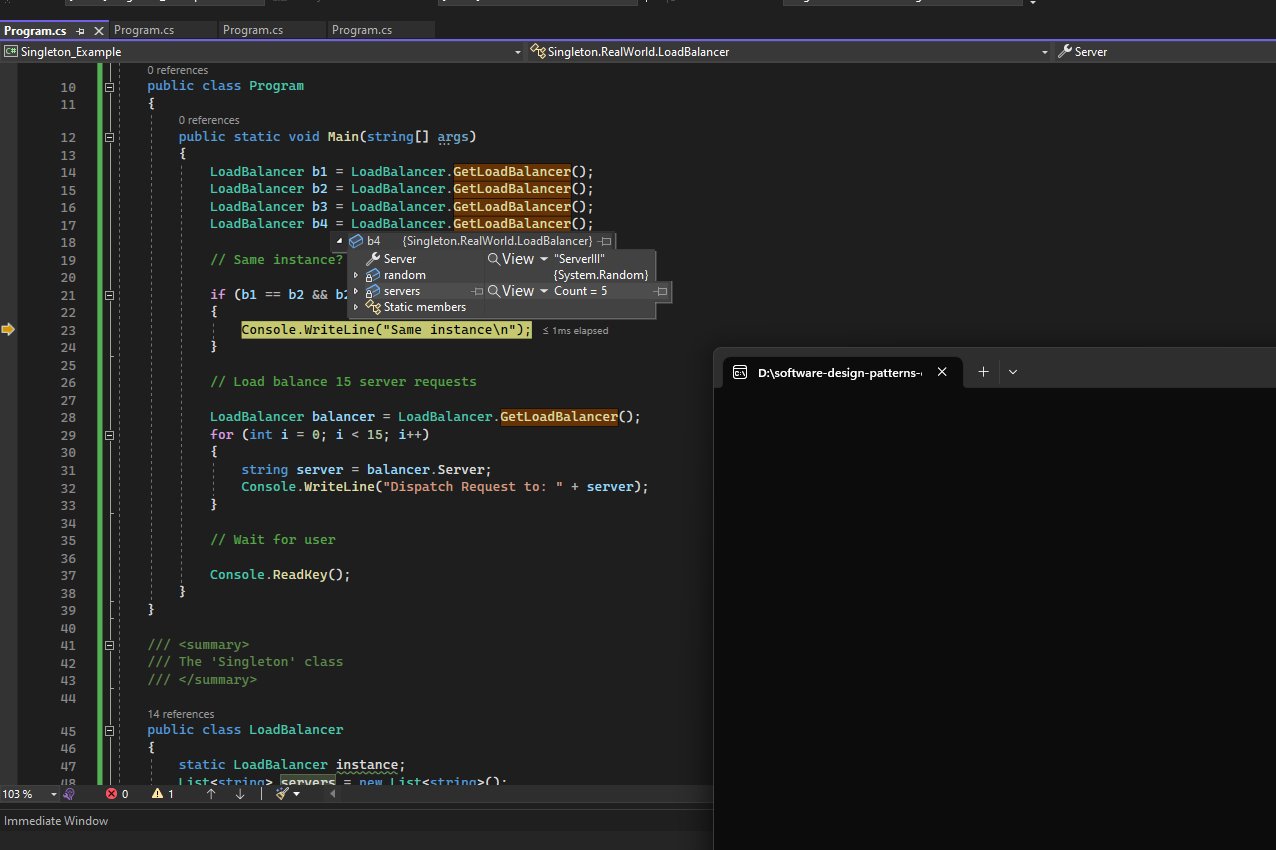 Program.cs Program.cs Program.cs Program.cs
C# Singleton_Example Singleton.RealWorld.LoadBalancer Server
0 references
10 public class Program
11 {
0 references
12 public static void Main(string[] args)
13 {
14 LoadBalancer b1 = LoadBalancer.GetLoadBalancer();
15 LoadBalancer b2 = LoadBalancer.GetLoadBalancer();
16 LoadBalancer b3 = LoadBalancer.GetLoadBalancer();
17 LoadBalancer b4 = LoadBalancer.GetLoadBalancer();
18
b4 {Singleton.RealWorld.LoadBalancer}
19 // Same instance?
Server View "ServerIII"
20
random {System.Random}
21 if (b1 == b2 && b2
servers View Count = 5
22 {
Static members
23 Console.WriteLine("Same instance\n"); ≤ 1ms elapsed
24 }
25
26 // Load balance 15 server requests
27
28 LoadBalancer balancer = LoadBalancer.GetLoadBalancer();
29 for (int i = 0; i < 15; i++)
30 {
31 string server = balancer.Server;
32 Console.WriteLine("Dispatch Request to: " + server);
33 }
34
35 // Wait for user
36
37 Console.ReadKey();
38 }
39 }
40
41 /// <summary>
42 /// The 'Singleton' class
43 /// </summary>
44
14 references
45 public class LoadBalancer
46 {
47 static LoadBalancer instance;
48 List<string> servers = new List<string>();
103 % 0 1
Immediate Window
D:\software-design-patterns-